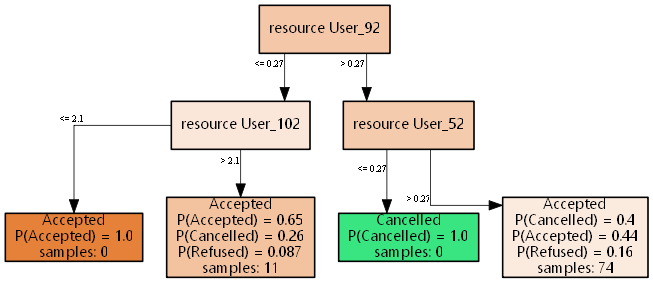 resource User_92
<= 0.27
> 0.27
resource User_102
resource User_52
<= 2.1
> 2.1
<= 0.27
> 0.27
Accepted
P(Accepted) = 1.0
samples: 0
Accepted
P(Accepted) = 0.65
P(Cancelled) = 0.26
P(Refused) = 0.087
samples: 11
Cancelled
P(Cancelled) = 1.0
samples: 0
Accepted
P(Cancelled) = 0.4
P(Accepted) = 0.44
P(Refused) = 0.16
samples: 74